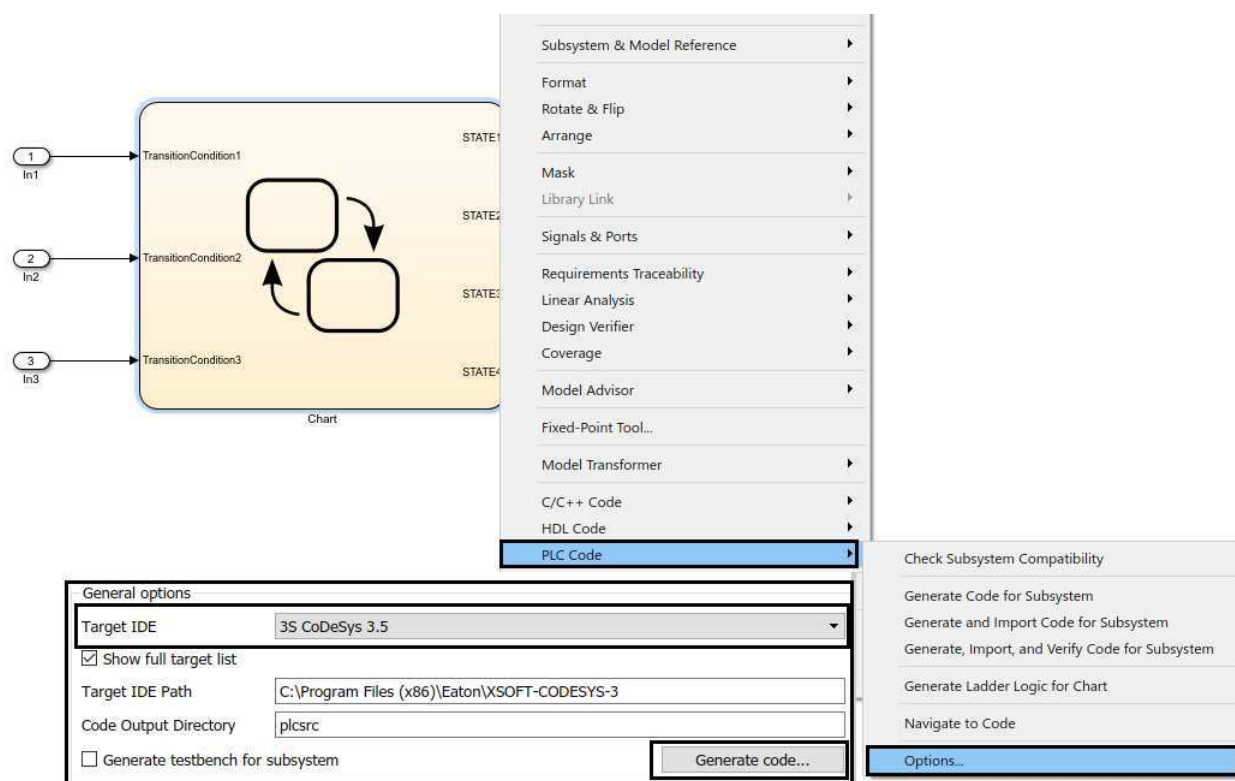 1
In1
2
In2
3
In3
TransitionCondition1
TransitionCondition2
TransitionCondition3
STATE1
STATE2
STATE3
STATE4
Chart
Subsystem & Model Reference
Format
Rotate & Flip
Arrange
Mask
Library Link
Signals & Ports
Requirements Traceability
Linear Analysis
Design Verifier
Coverage
Model Advisor
Fixed-Point Tool...
Model Transformer
C/C++ Code
HDL Code
PLC Code
Check Subsystem Compatibility
Generate Code for Subsystem
Generate and Import Code for Subsystem
Generate, Import, and Verify Code for Subsystem
Generate Ladder Logic for Chart
Navigate to Code
Options...
General options
Target IDE 3S CoDeSys 3.5
Show full target list
Target IDE Path C:\Program Files (x86)\Eaton\XSOFT-CODESYS-3
Code Output Directory plcsrc
Generate testbench for subsystem Generate code...